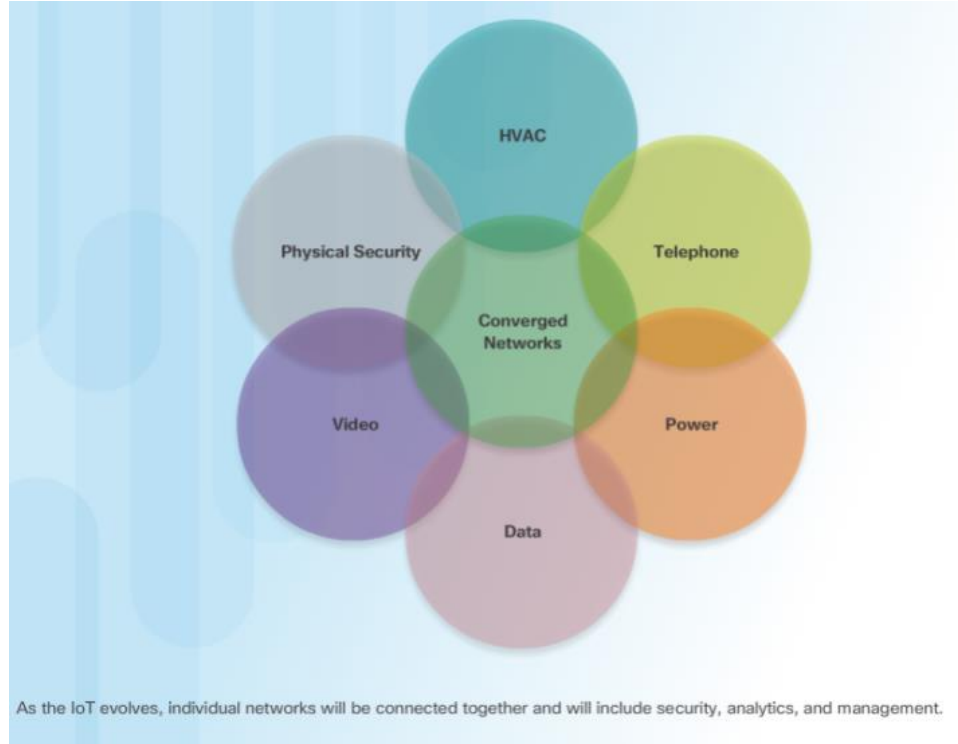 HVAC
Physical Security
Telephone
Converged
Networks
Video
Power
Data
As the IoT evolves, individual networks will be connected together and will include security, analytics, and management.